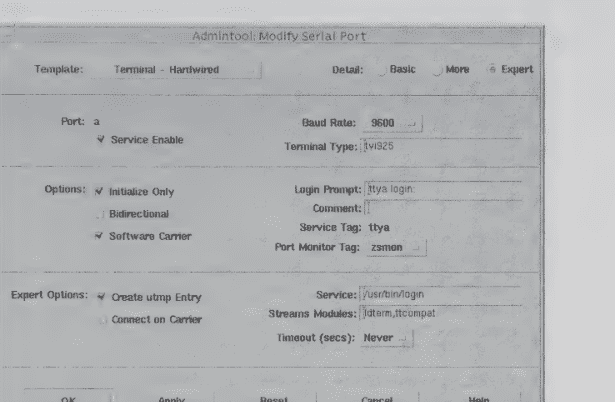 Admintool: Modify Serial Port
Template: Terminal - Hardwired Detail: Basic More Expert
Port: a Baud Rate: 9600
Service Enable
Terminal Type: tvi925
Options: Initialize Only Login Prompt: ttya login:
Bidirectional Comment:
Software Carrier Service Tag: ttya
Port Monitor Tag: zsmon
Expert Options: Create utmp Entry Service: /usr/bin/login
Connect on Carrier Streams Modules: ldterm,ttcompat
Timeout (secs): Never
OK Apply Reset Cancel Help